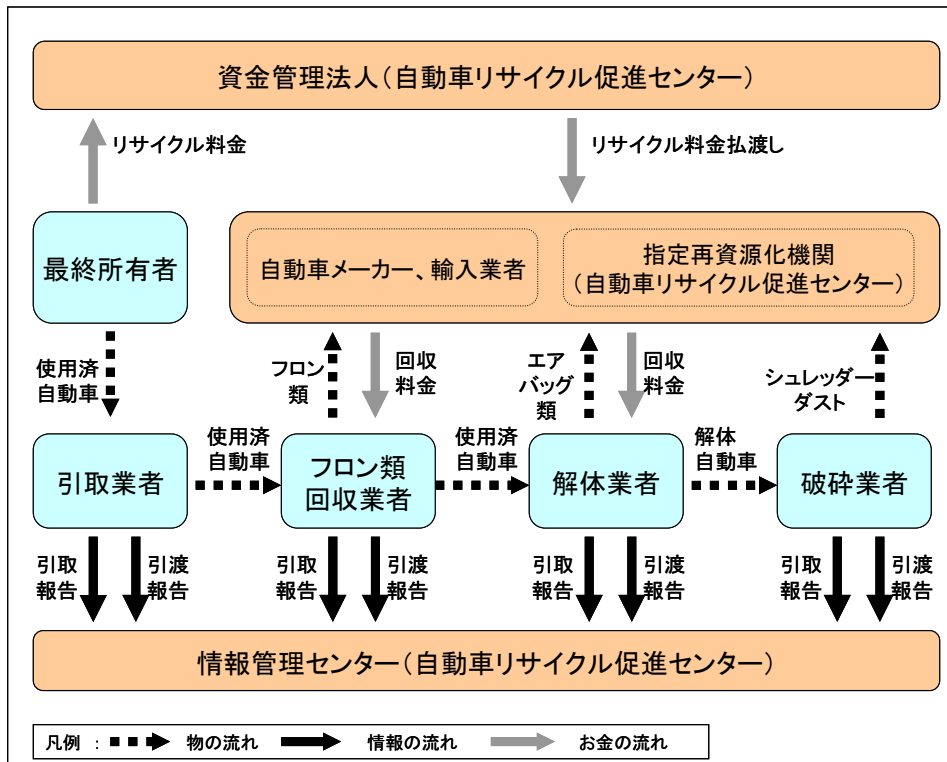 資金管理法人(自動車リサイクル促進センター)
リサイクル料金
リサイクル料金払渡し
最終所有者
自動車メーカー、輸入業者
指定再資源化機関
(自動車リサイクル促進センター)
使用済
自動車
フロン
類
回収
料金
エア
バッグ
類
回収
料金
シュレッダー
ダスト
引取業者
使用済
自動車
フロン類
回収業者
使用済
自動車
解体業者
解体
自動車
破砕業者
引取
報告
引渡
報告
引取
報告
引渡
報告
引取
報告
引渡
報告
引取
報告
引渡
報告
情報管理センター(自動車リサイクル促進センター)
凡例 : 物の流れ 情報の流れ お金の流れ